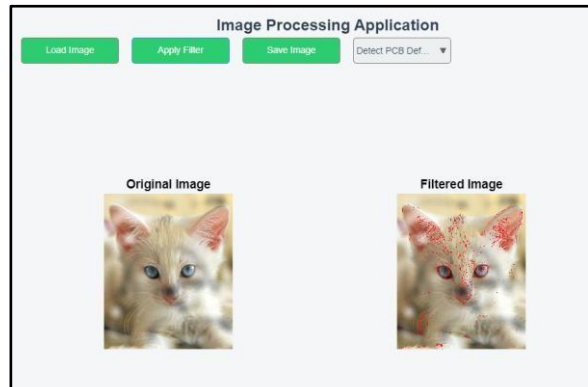 Image Processing Application
Load Image
Apply Filter
Save Image
Detect PCB Def... ▼
Original Image
Filtered Image